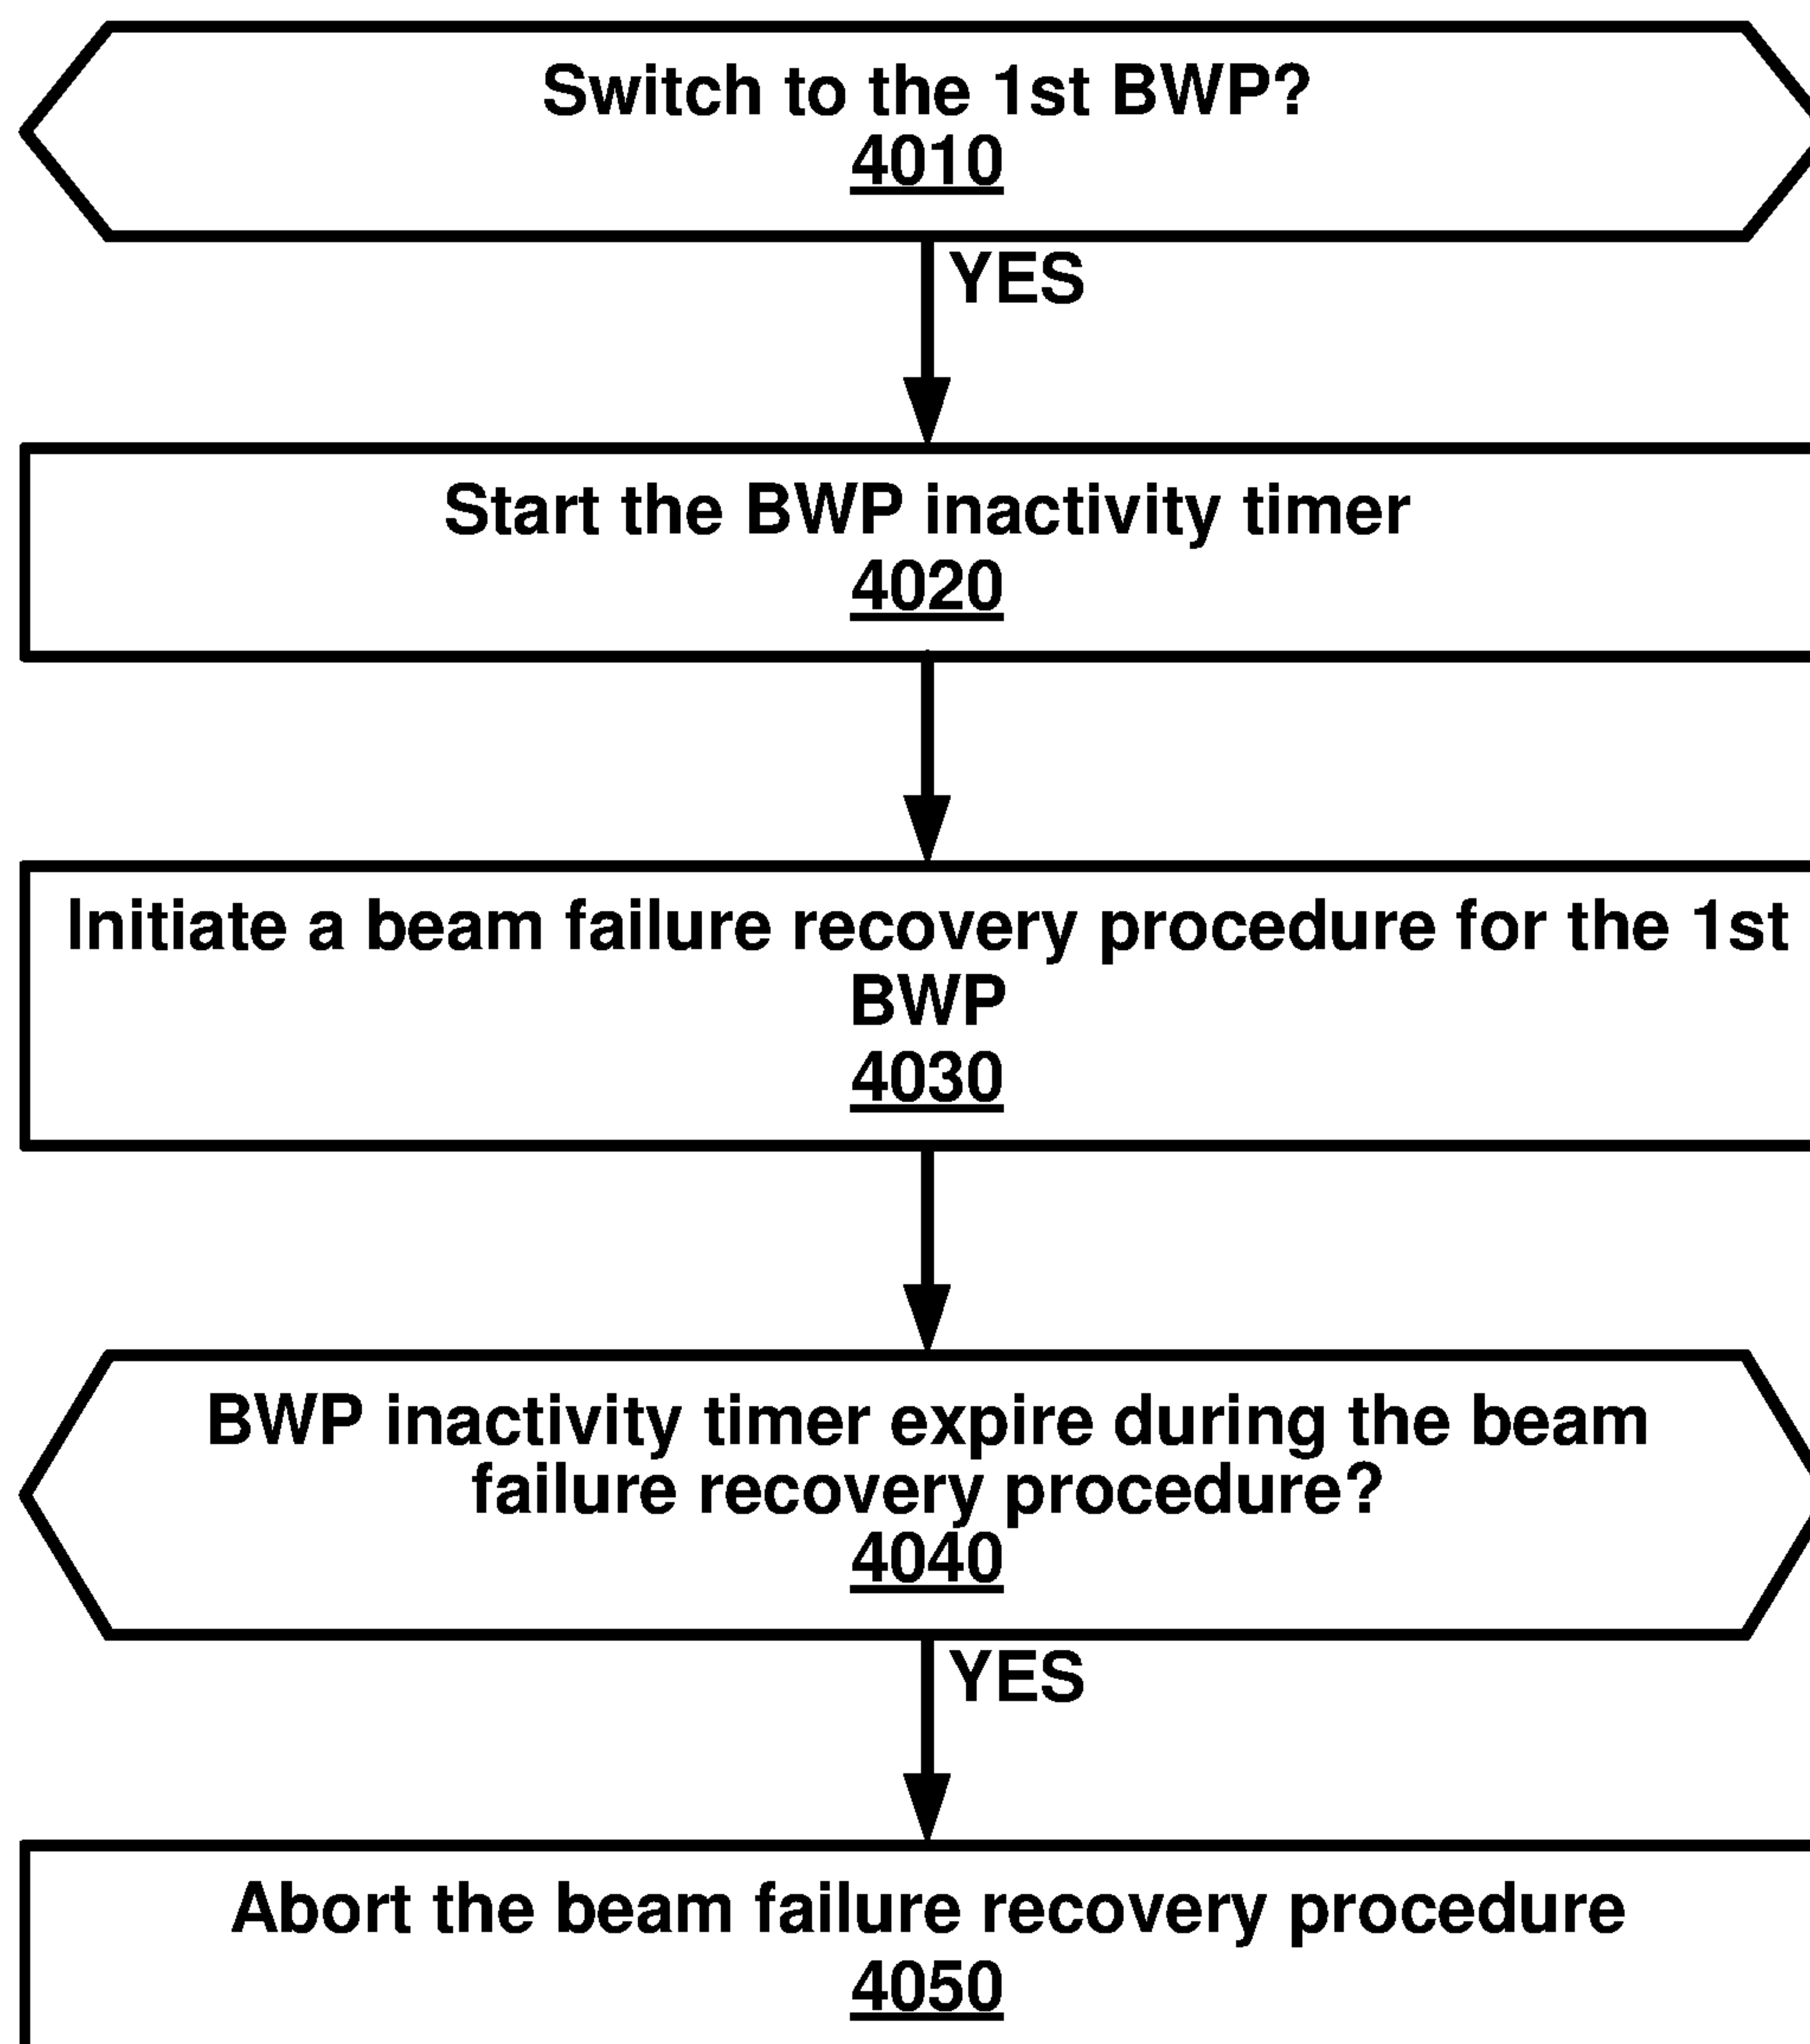 Switch to the 1st BWP?
4010
YES
Start the BWP inactivity timer
4020
Initiate a beam failure recovery procedure for the 1st
BWP
4030
BWP inactivity timer expire during the beam
failure recovery procedure?
4040
YES
Abort the beam failure recovery procedure
4050